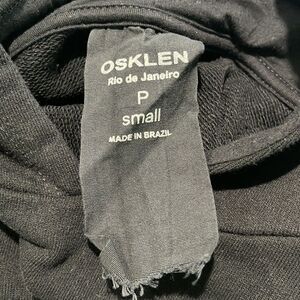 OSKLEN
Rio de Janeiro
P
small
MADE IN BRAZIL